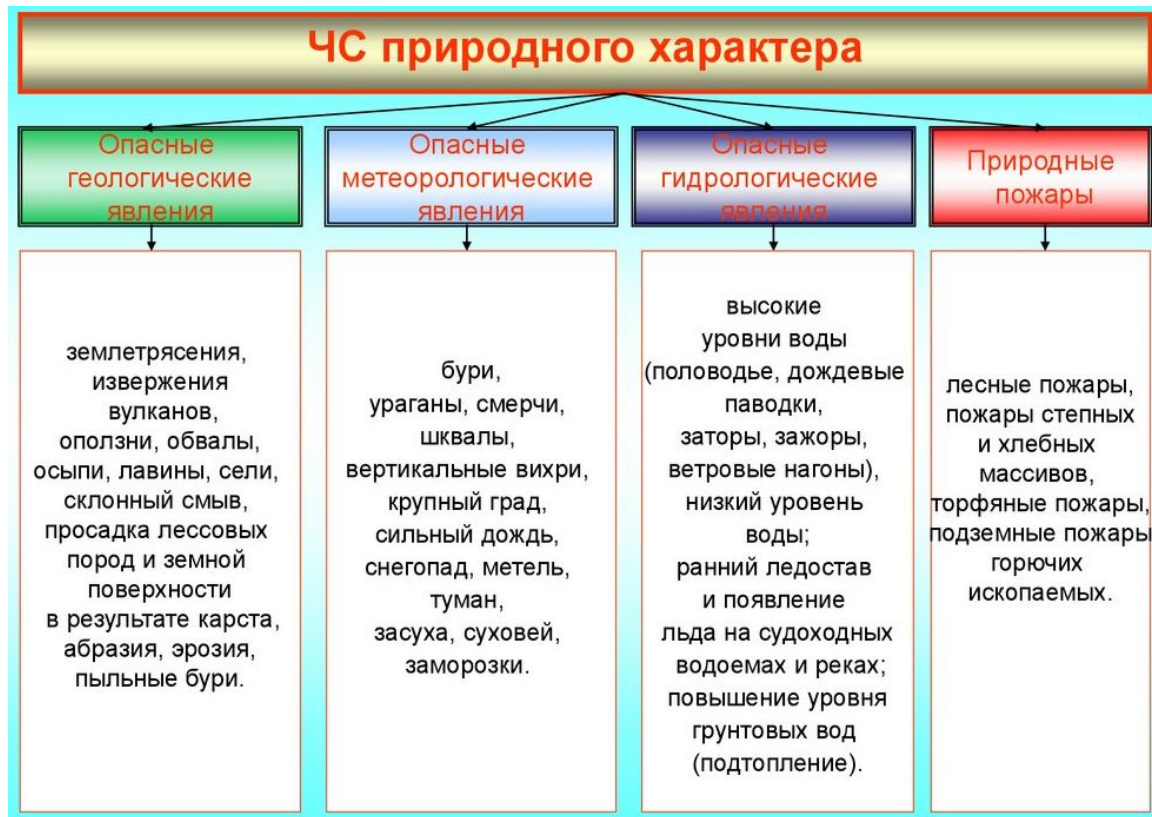 ЧС природного характера
Опасные
геологические
явления
Опасные
метеорологические
явления
Опасные
гидрологические
явления
Природные
пожары
землетрясения,
извержения
вулканов,
оползни, обвалы,
осыпи, лавины, сели,
склонный смыв,
просадка лессовых
пород и земной
поверхности
в результате карста,
абразия, эрозия,
пыльные бури.
бури,
ураганы, смерчи,
шквалы,
вертикальные вихри,
крупный град,
сильный дождь,
снегопад, метель,
туман,
засуха, суховей,
заморозки.
высокие
уровни воды
(половодье, дождевые
паводки,
заторы, зажоры,
ветровые нагоны),
низкий уровень
воды;
ранний ледостав
и появление
льда на судоходных
водоемах и реках;
повышение уровня
грунтовых вод
(подтопление).
лесные пожары,
пожары степных
и хлебных
массивов,
торфяные пожары,
подземные пожары
горючих
ископаемых.